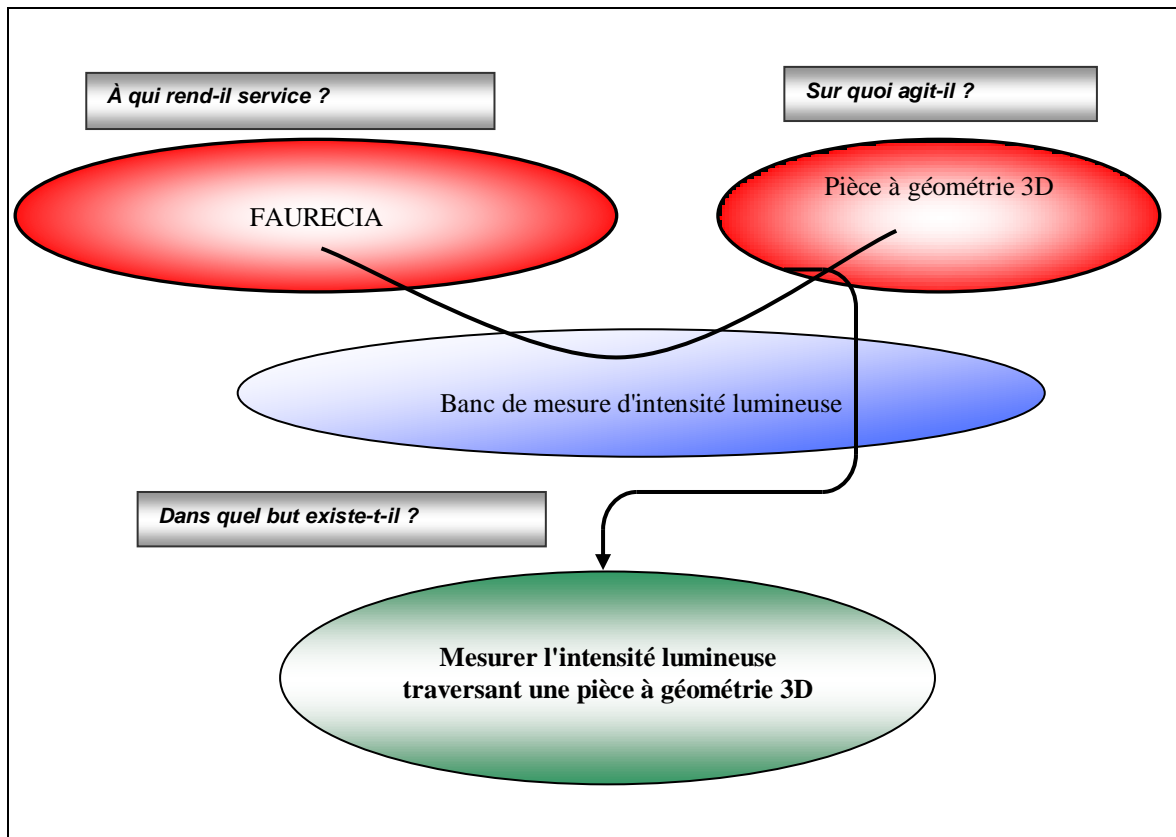 À qui rend-il service ?
Sur quoi agit-il ?
FAURECIA
Pièce à géométrie 3D
Banc de mesure d'intensité lumineuse
Dans quel but existe-t-il ?
Mesurer l'intensité lumineuse
traversant une pièce à géométrie 3D